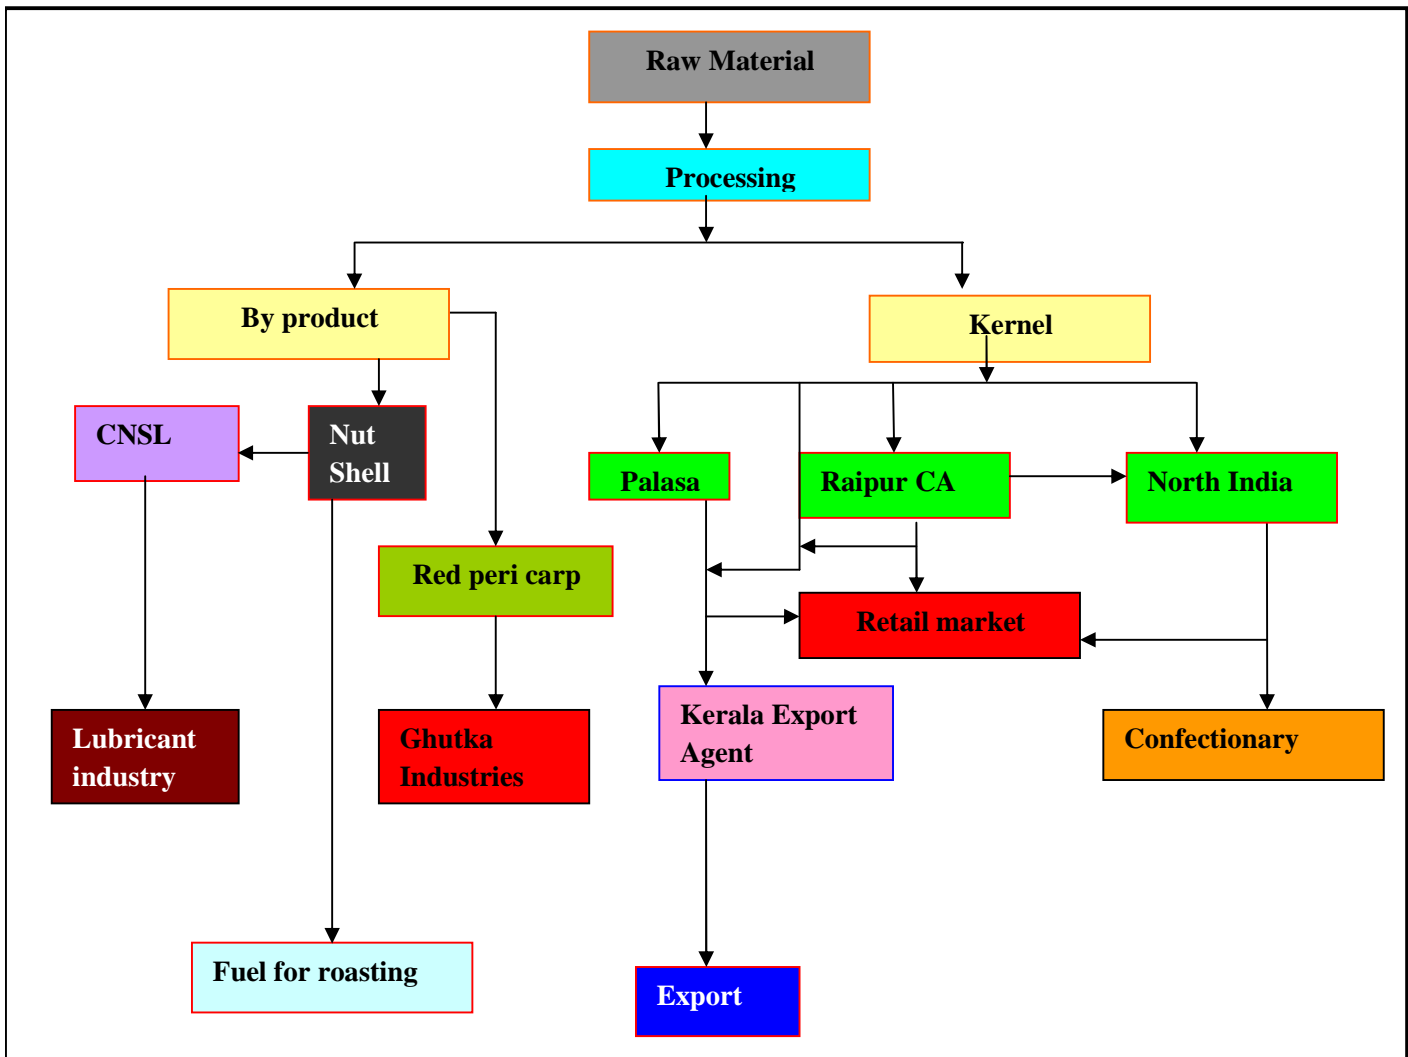 Raw Material
Processing
By product
Kernel
CNSL
Nut
Shell
Palasa
Raipur CA
North India
Red peri carp
Retail market
Lubricant
industry
Ghutka
Industries
Kerala Export
Agent
Confectionary
Fuel for roasting
Export